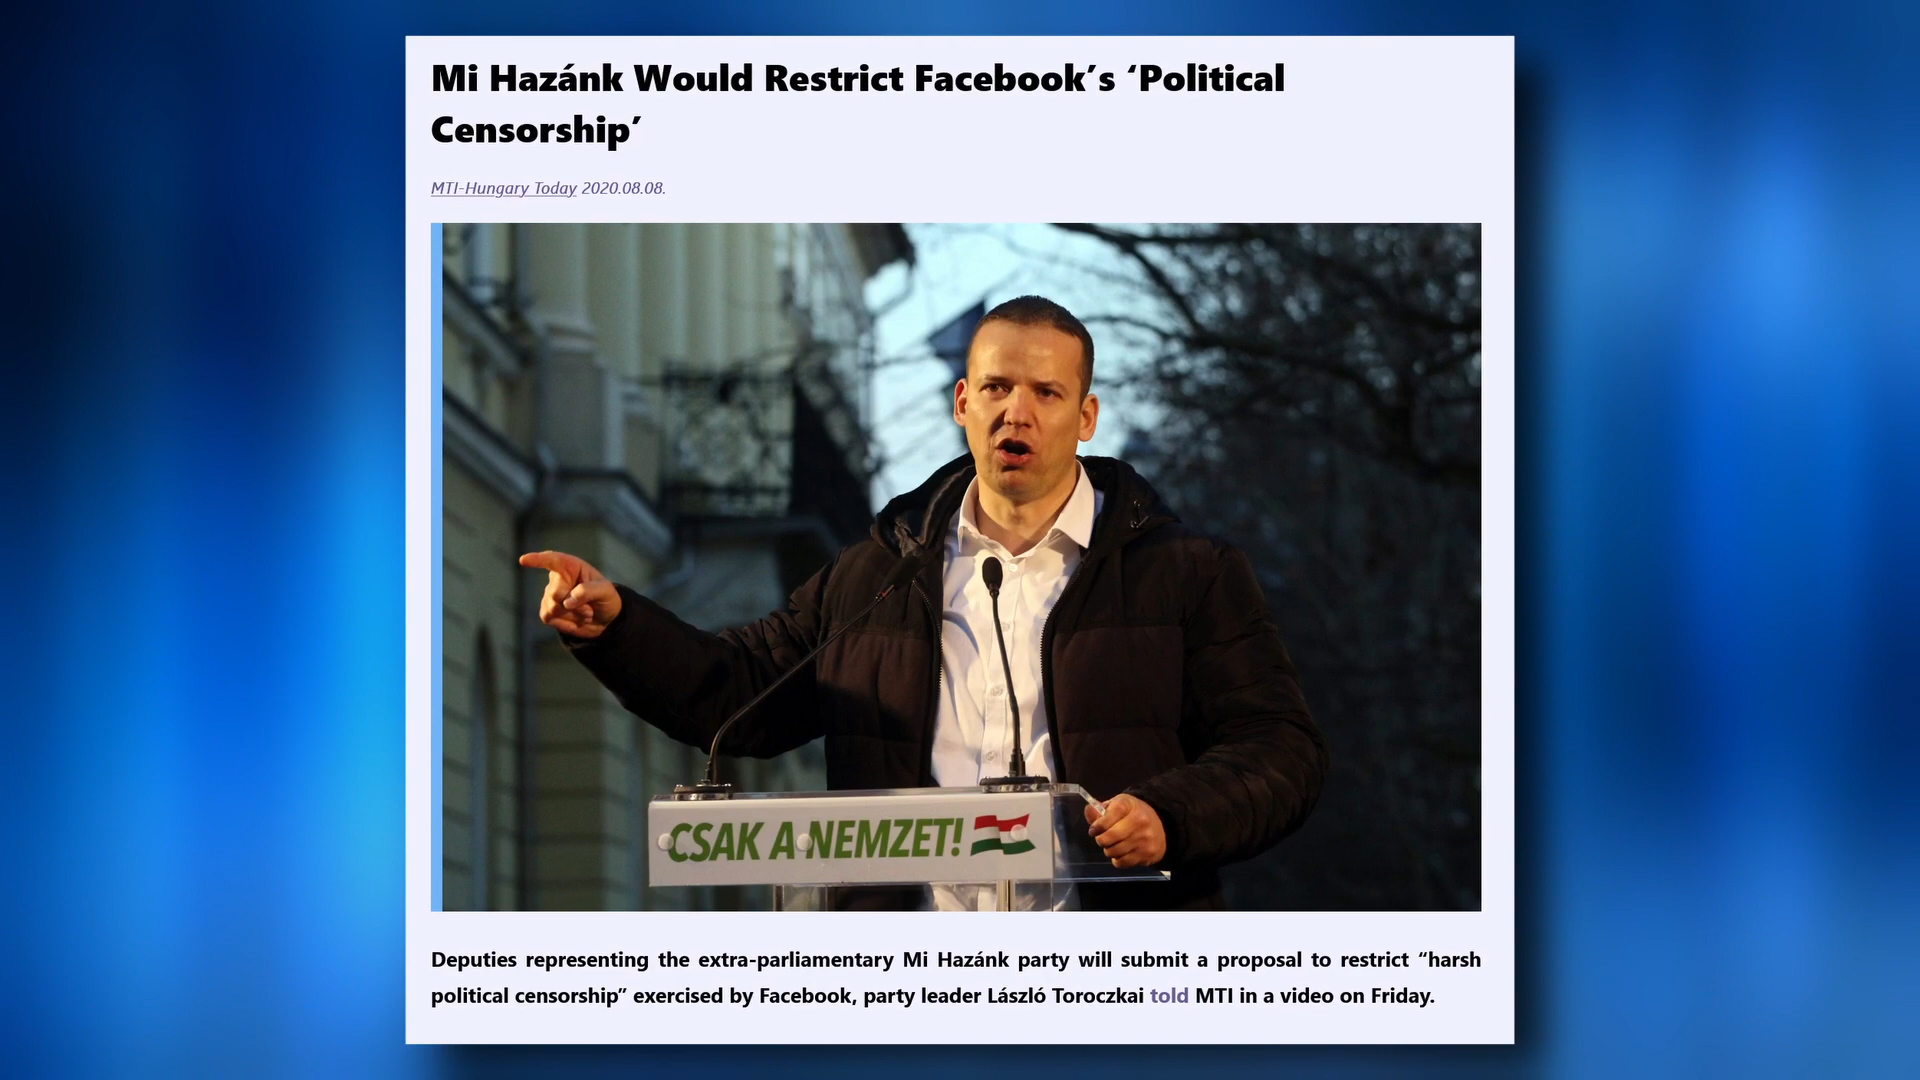 Mi Hazánk Would Restrict Facebook’s ‘Political
Censorship’
MTI-Hungary Today 2020.08.08.
CSAK A NEMZET!
Deputies representing the extra-parliamentary Mi Hazánk party will submit a proposal to restrict “harsh
political censorship” exercised by Facebook, party leader László Toroczkai told MTI in a video on Friday.